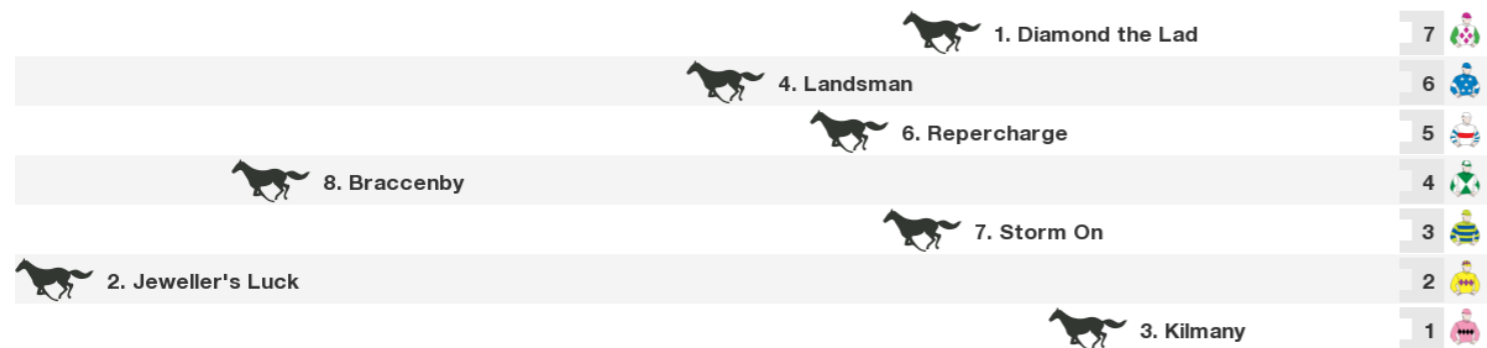 1. Diamond the Lad 7
4. Landsman 6
6. Repercharge 5
8. Braccenby 4
7. Storm On 3
2. Jeweller's Luck 2
3. Kilmany 1